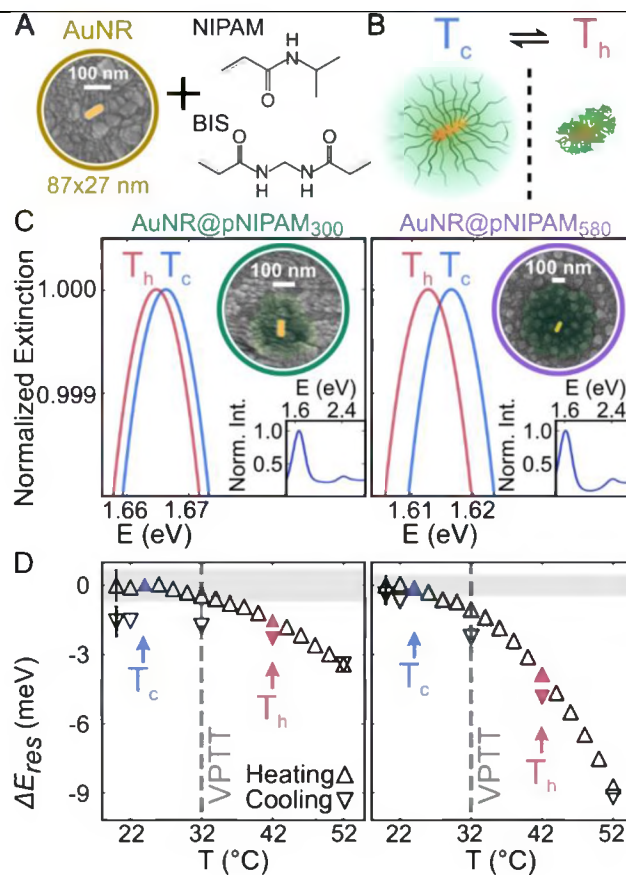 A AuNR NIPAM B Tc ⇌ Th
100 nm
+
H
N
O
BIS
O O
N N
H H
87x27 nm
C AuNR@pNIPAM300 AuNR@pNIPAM580
Normalized Extinction
1.000
0.999
Th Tc
100 nm
E (eV)
1.6 2.4
Norm. Int.
1.0
0.5
1.66 1.67
E (eV)
Th Tc
100 nm
E (eV)
1.6 2.4
Norm. Int.
1.0
0.5
1.61 1.62
E (eV)
D
ΔEres (meV)
0
-3
-6
-9
Tc
Th
VPTT
Heating △
Cooling ▽
22 32 42 52
T (°C)
Tc
Th
VPTT
22 32 42 52
T (°C)